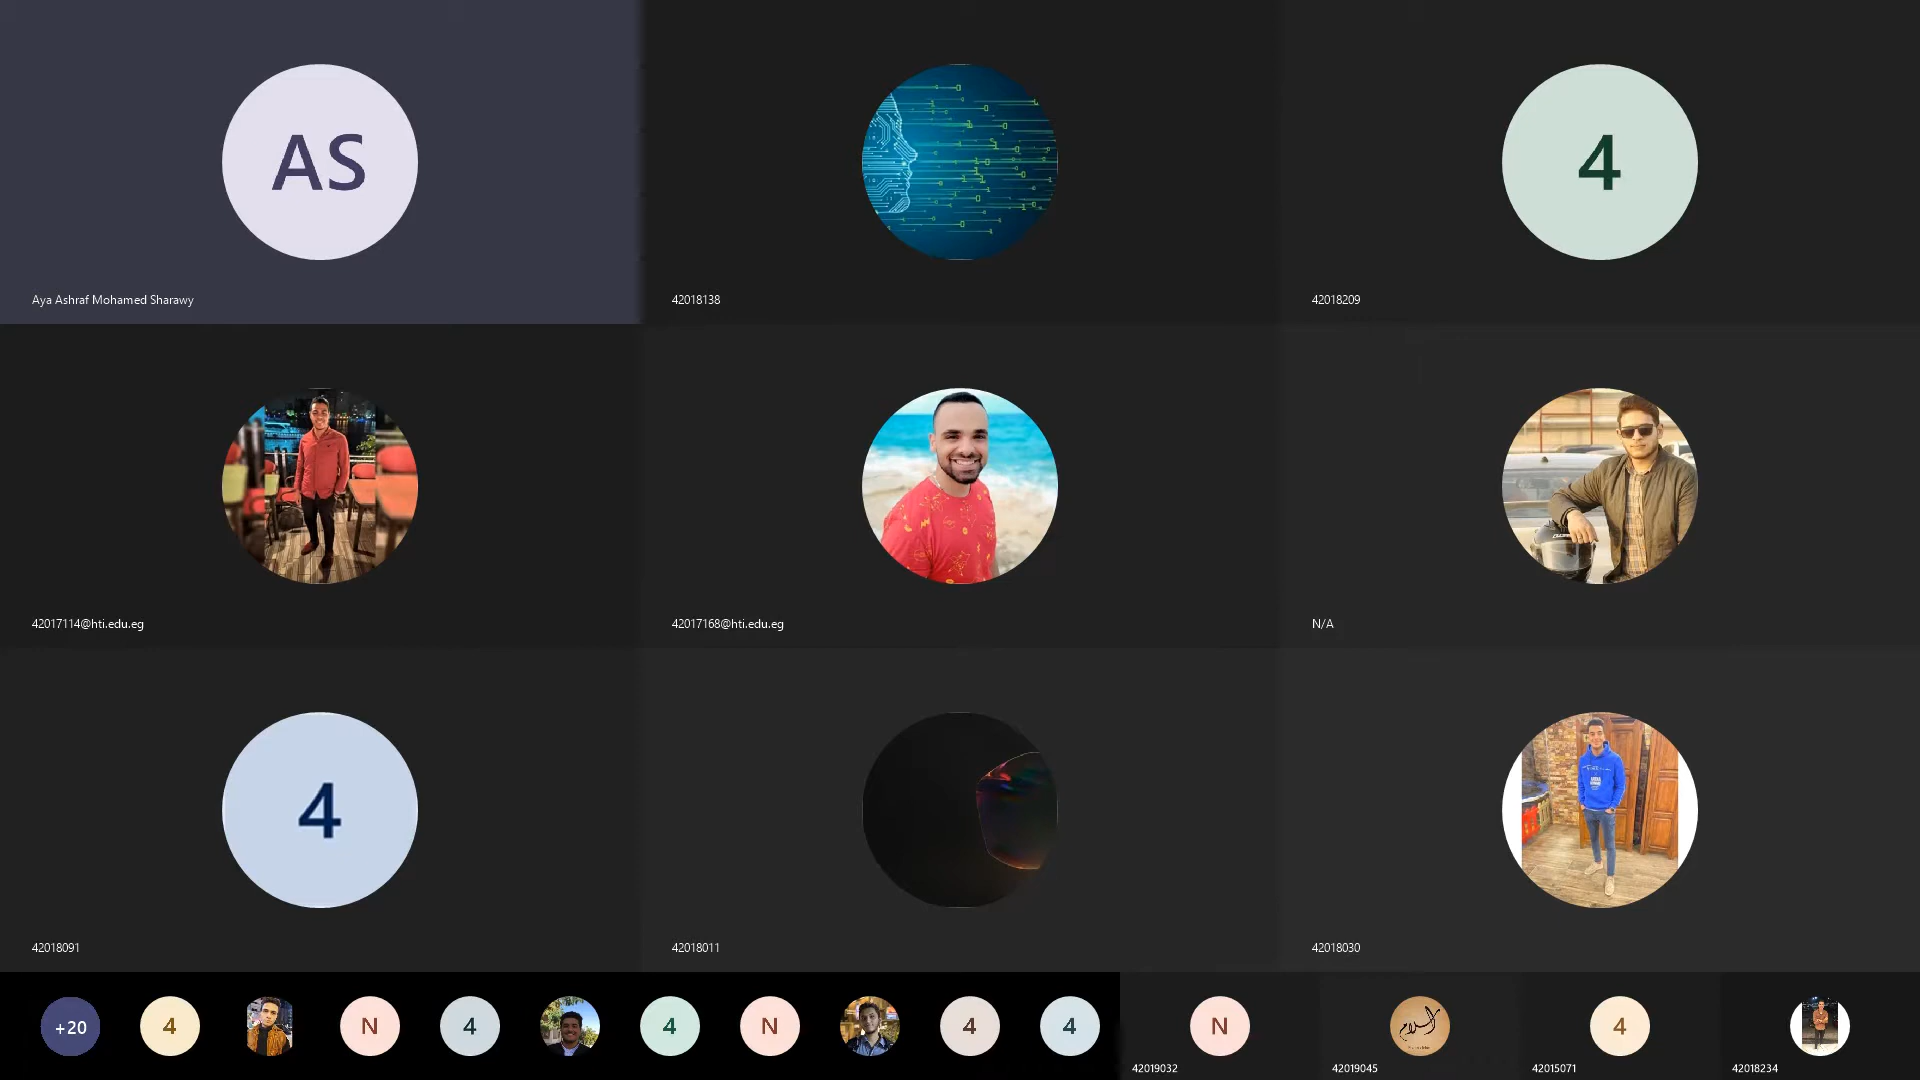 AS
4
Aya Ashraf Mohamed Sharawy
42018138
42018209
42017114@hti.edu.eg
42017168@hti.edu.eg
N/A
4
42018091
42018011
42018030
+20
4
N
4
4
N
4
4
N
السلام
4
42019032
42019045
42015071
42018234